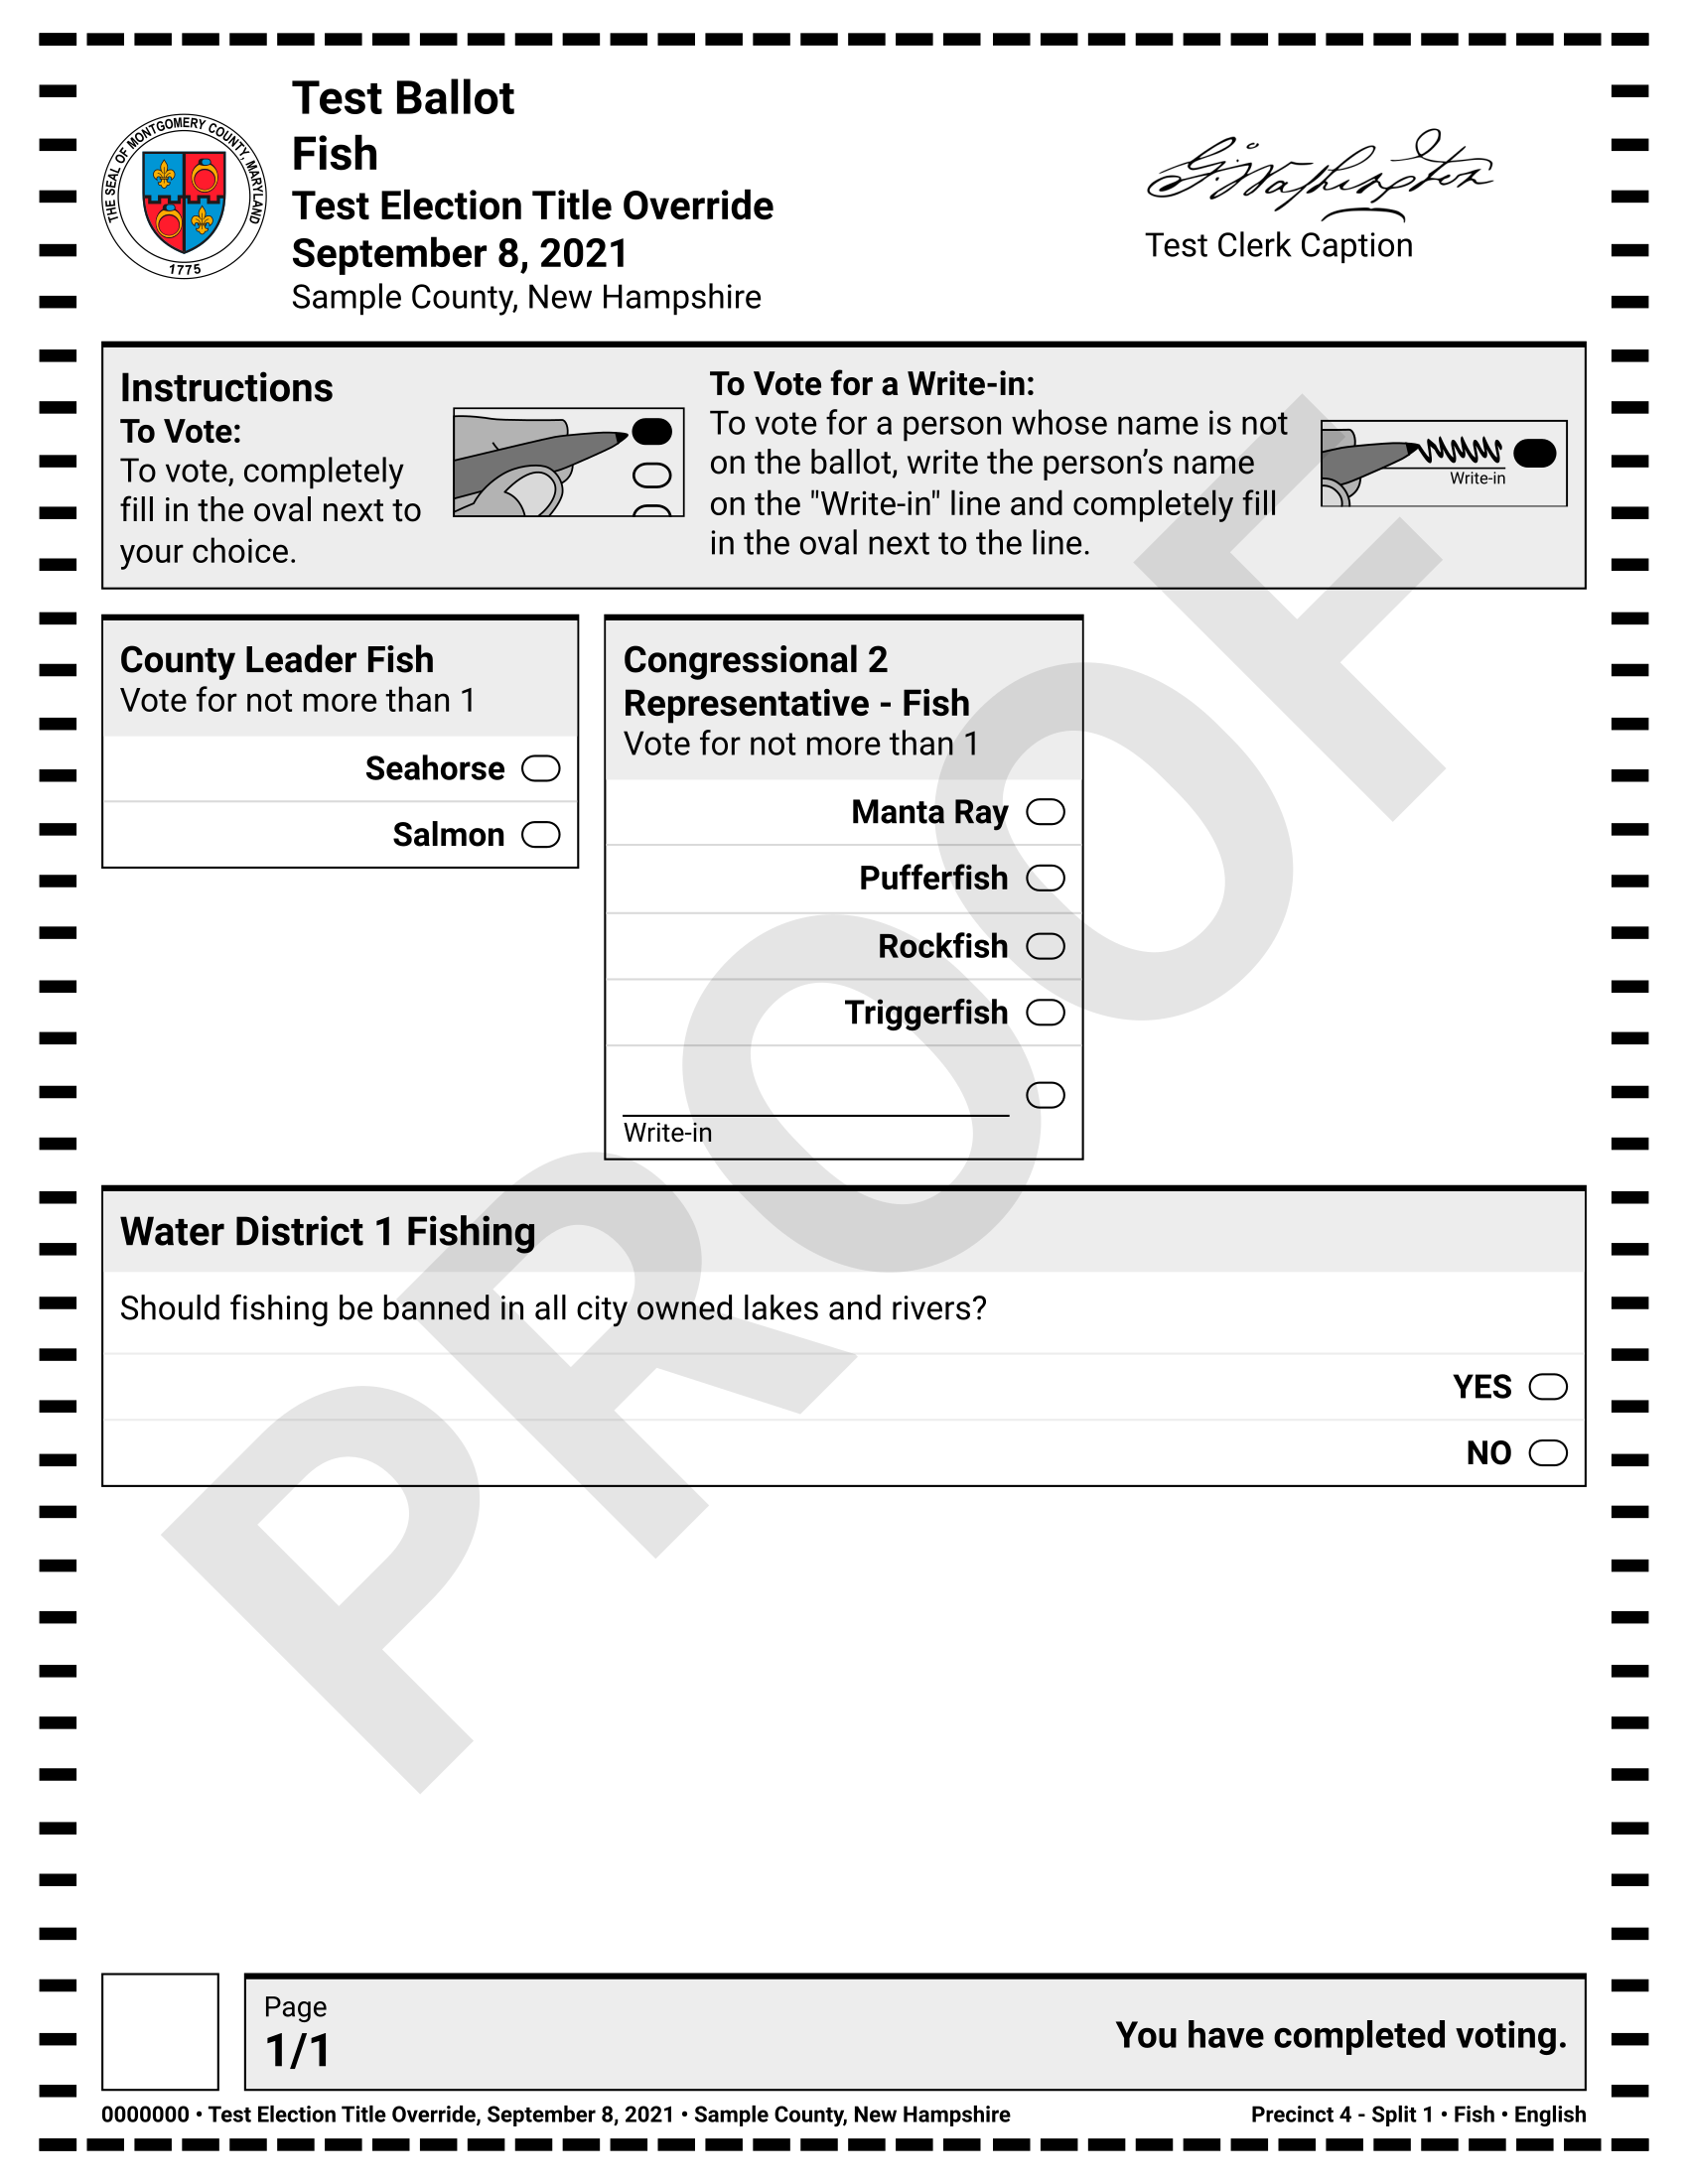 Test Ballot
Fish
Test Election Title Override
September 8, 2021
Sample County, New Hampshire
THE SEAL OF MONTGOMERY COUNTY, MARYLAND
1775
G:Washington
Test Clerk Caption
Instructions
To Vote:
To vote, completely
fill in the oval next to
your choice.
To Vote for a Write-in:
To vote for a person whose name is not
on the ballot, write the person’s name
on the "Write-in" line and completely fill
in the oval next to the line.
Write-in
County Leader Fish
Vote for not more than 1
Seahorse
Salmon
Congressional 2
Representative - Fish
Vote for not more than 1
Manta Ray
Pufferfish
Rockfish
Triggerfish
Write-in
Water District 1 Fishing
Should fishing be banned in all city owned lakes and rivers?
YES
NO
PROOF
Page
1/1
You have completed voting.
0000000 • Test Election Title Override, September 8, 2021 • Sample County, New Hampshire
Precinct 4 - Split 1 • Fish • English